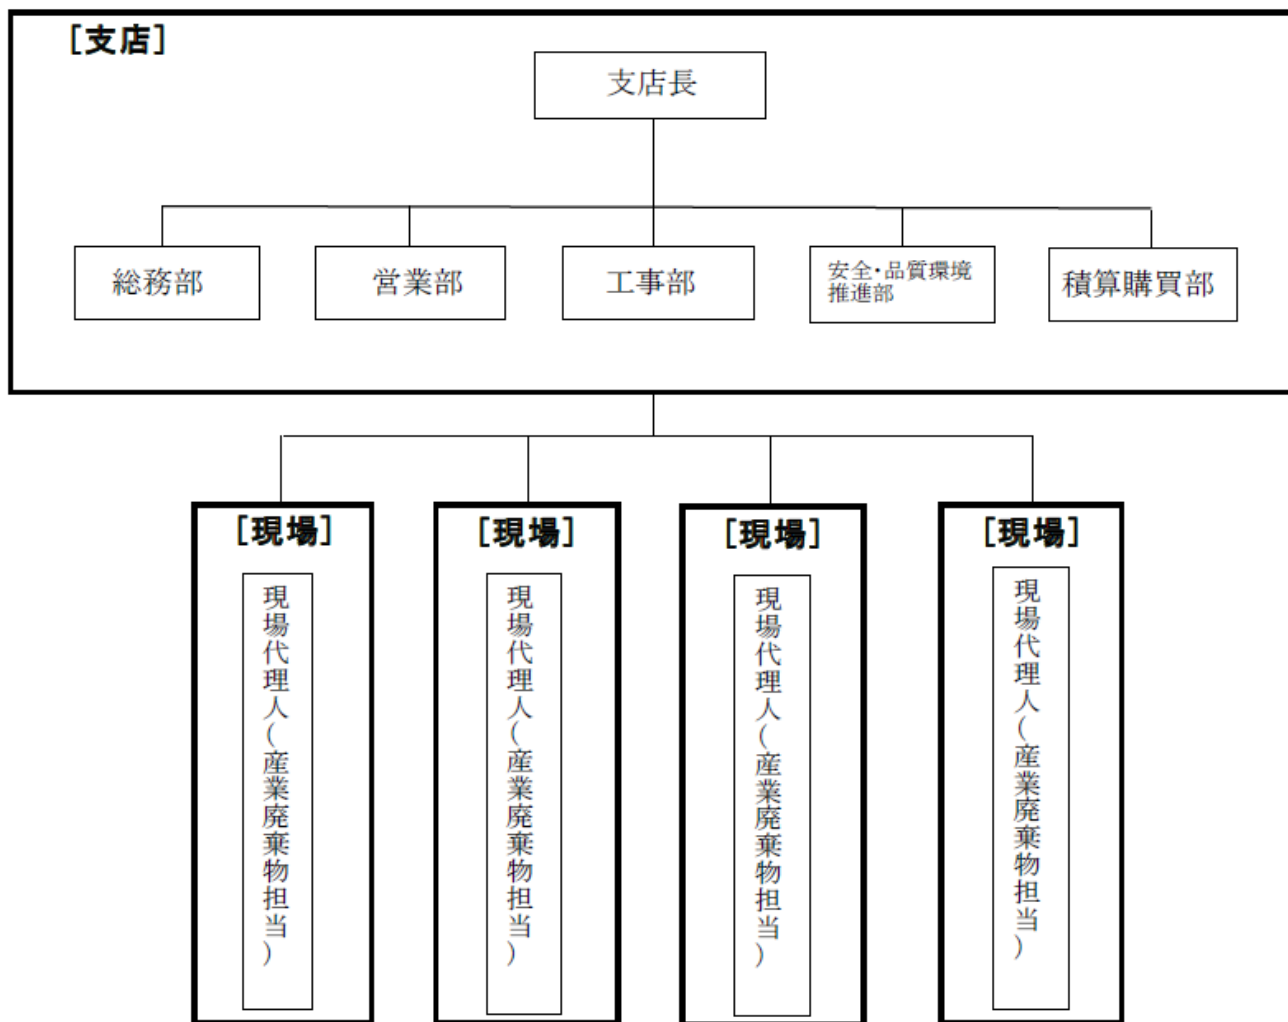 [支店]
支店長
総務部
営業部
工事部
安全・品質環境
推進部
積算購買部
[現場]
[現場]
[現場]
[現場]
現場代理人(産業廃棄物担当)
現場代理人(産業廃棄物担当)
現場代理人(産業廃棄物担当)
現場代理人(産業廃棄物担当)